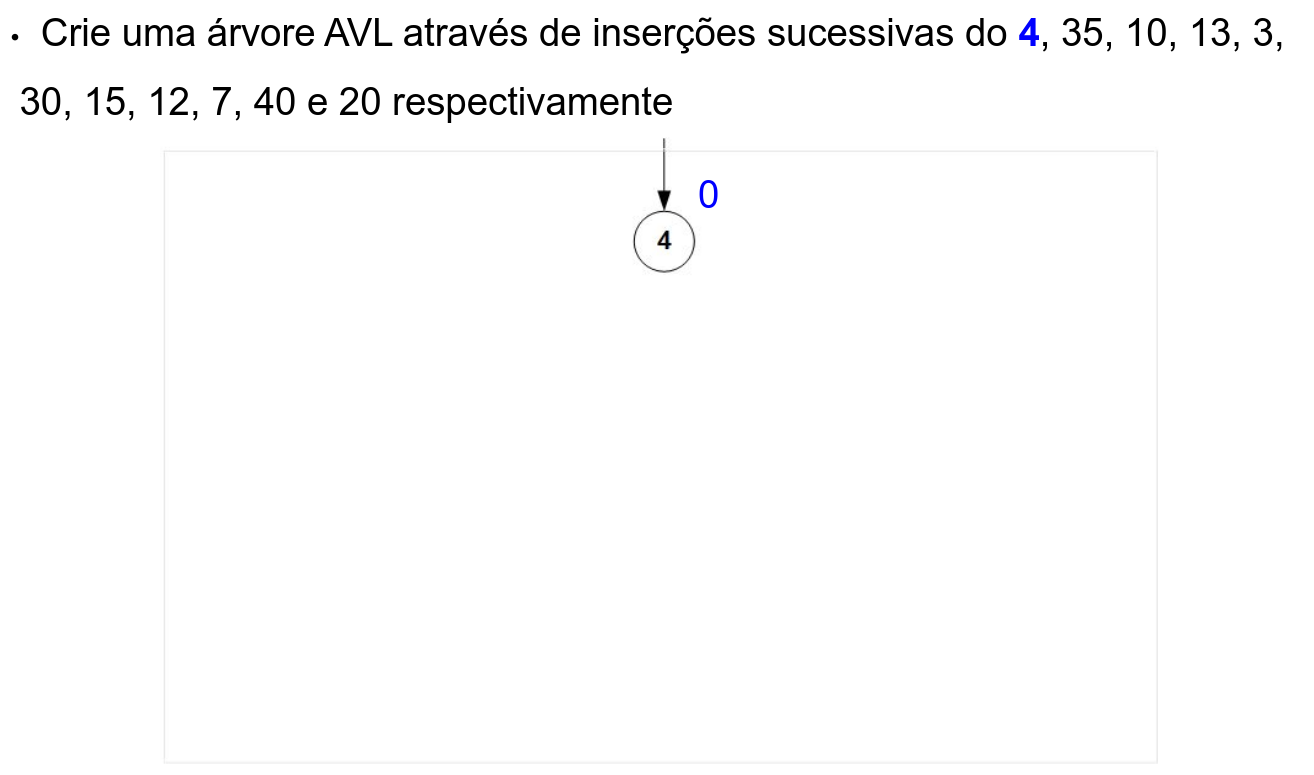 • Crie uma árvore AVL através de inserções sucessivas do 4, 35, 10, 13, 3,
30, 15, 12, 7, 40 e 20 respectivamente
0
4